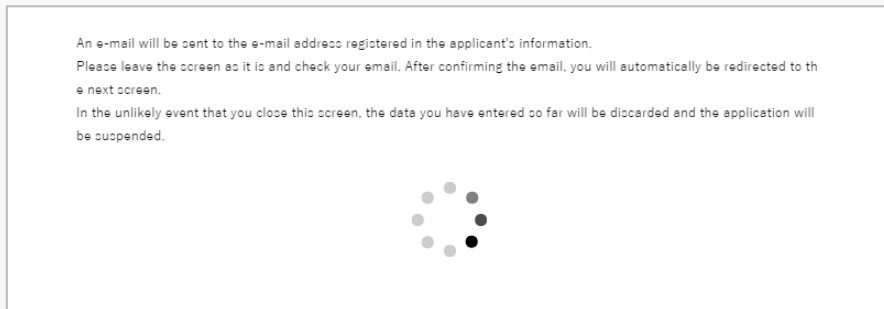 An e-mail will be sent to the e-mail address registered in the applicant's information.
Please leave the screen as it is and check your email. After confirming the email, you will automatically be redirected to th
e next screen.
In the unlikely event that you close this screen, the data you have entered so far will be discarded and the application will
be suspended.